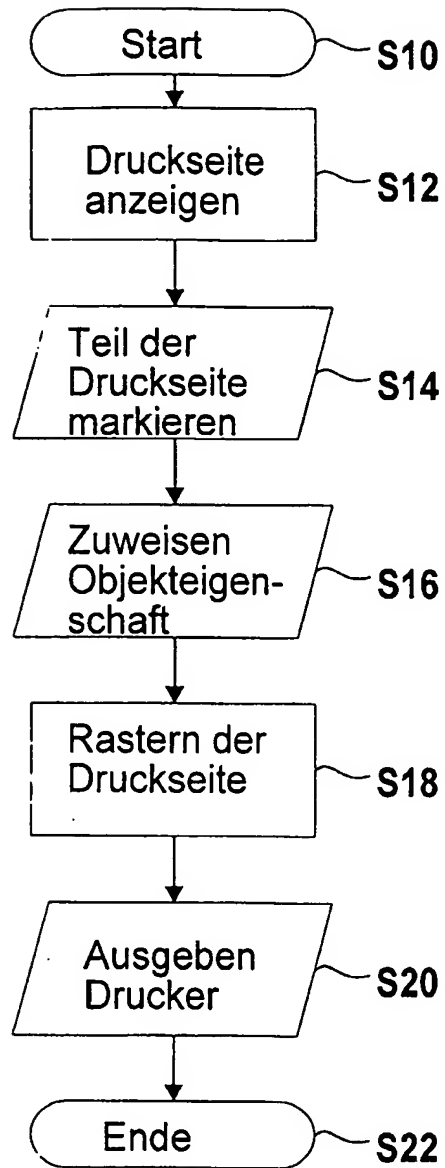 Start
S10
Druckseite
anzeigen
S12
Teil der
Druckseite
markieren
S14
Zuweisen
Objekteigen-
schaft
S16
Rastern der
Druckseite
S18
Ausgeben
Drucker
S20
Ende
S22